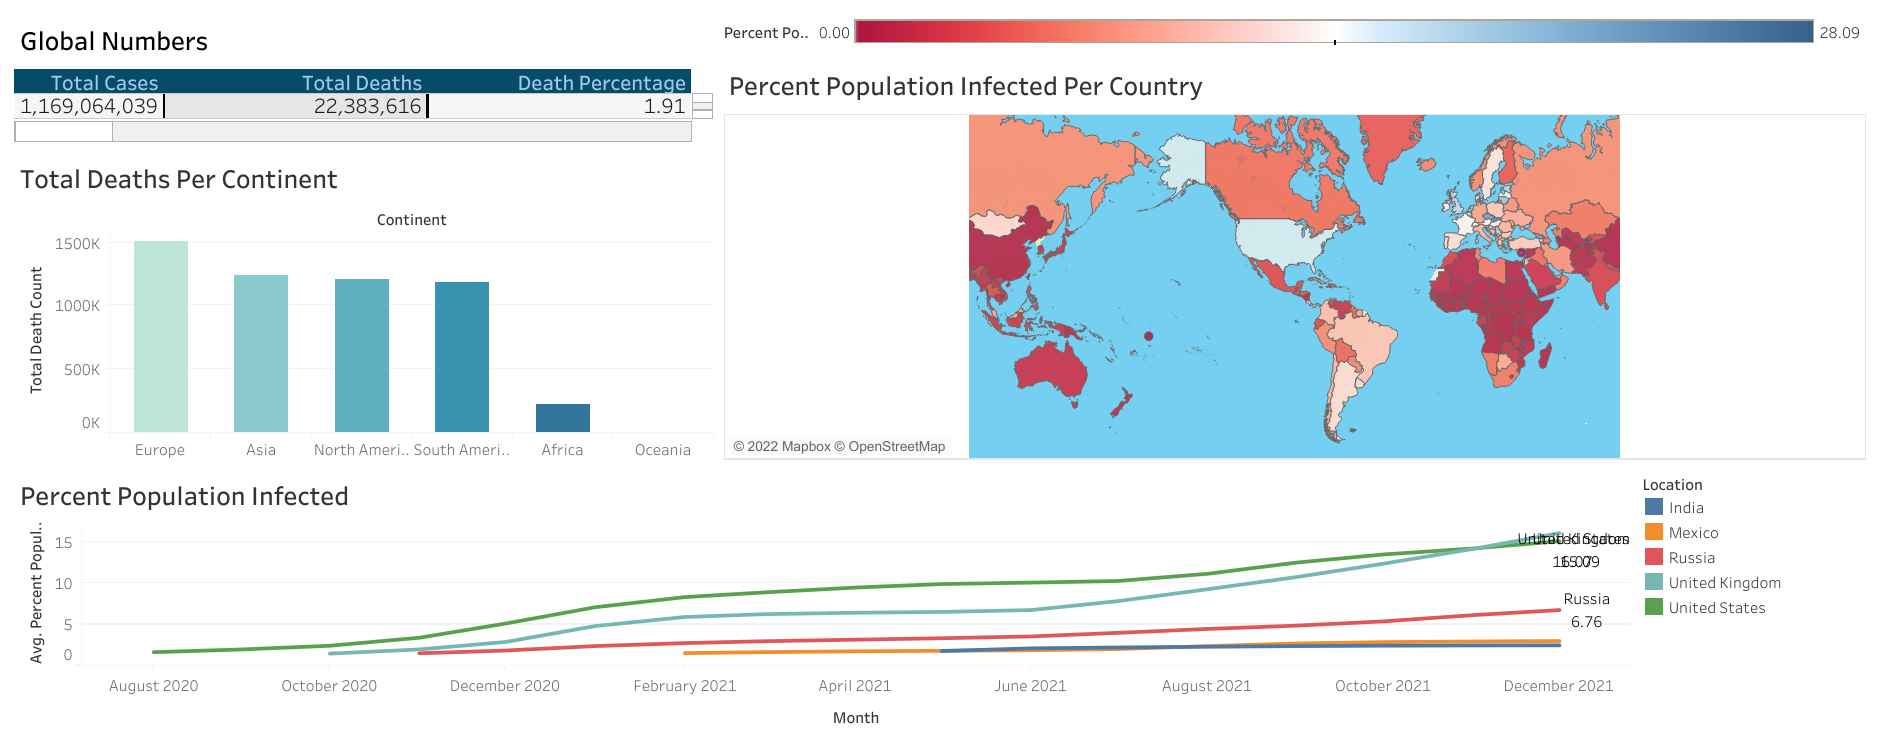 Global Numbers
Total Cases Total Deaths Death Percentage
1,169,064,039 22,383,616 1.91
Total Deaths Per Continent
Continent
Total Death Count
1500K
1000K
500K
0K
Europe Asia North Ameri.. South Ameri.. Africa Oceania
Percent Po.. 0.00 28.09
Percent Population Infected Per Country
© 2022 Mapbox © OpenStreetMap
Percent Population Infected
Avg. Percent Popul..
15
10
5
0
United Kingdom
United States
Russia
6.76
August 2020 October 2020 December 2020 February 2021 April 2021 June 2021 August 2021 October 2021 December 2021
Month
Location
India
Mexico
Russia
United Kingdom
United States